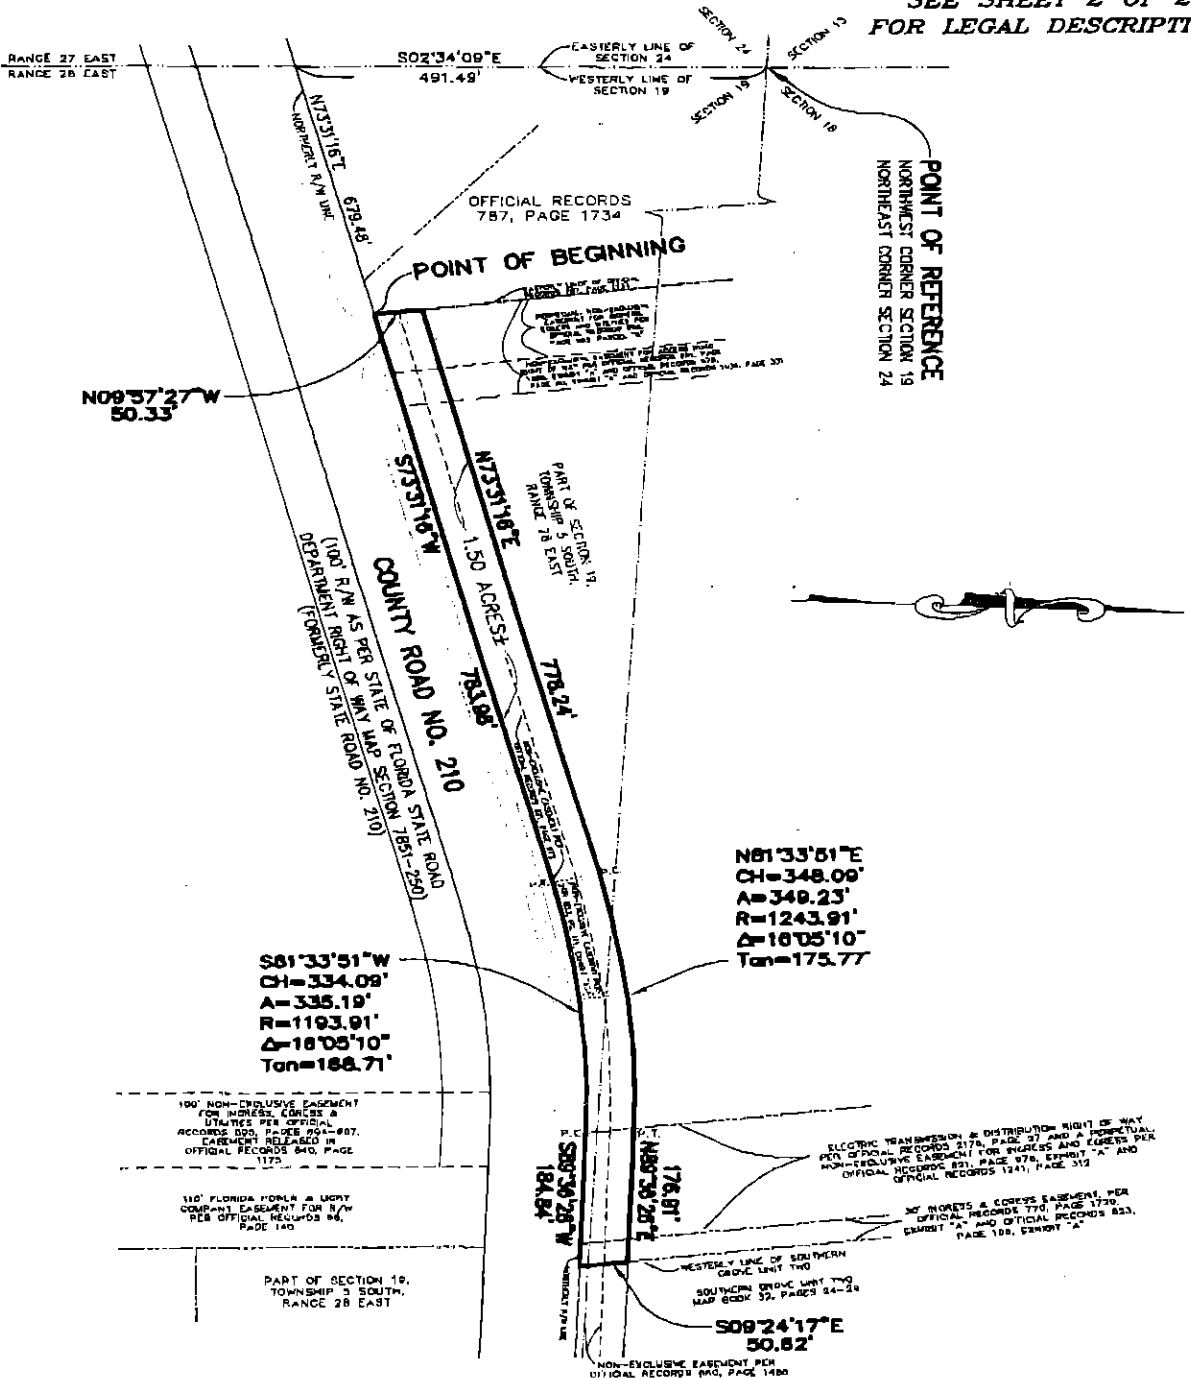 SEE SHEET 2 OF 2
FOR LEGAL DESCRIPTI
RANGE 27 EAST
RANGE 28 EAST
S02°34'09"E
491.49'
EASTERLY LINE OF
SECTION 24
WESTERLY LINE OF
SECTION 19
SECTION 24
SECTION 13
SECTION 19
SECTION 18
POINT OF REFERENCE
NORTHWEST CORNER SECTION 19
NORTHEAST CORNER SECTION 24
N73°31'16"E 679.48'
NORTHERLY R/W LINE
OFFICIAL RECORDS
787, PAGE 1734
POINT OF BEGINNING
N09°57'27"W
50.33'
S73°31'16"W
783.98'
N73°31'16"E
778.24'
1.50 ACRES±
PART OF SECTION 19,
TOWNSHIP 5 SOUTH,
RANGE 28 EAST
COUNTY ROAD NO. 210
(100' R/W AS PER STATE OF FLORIDA STATE ROAD
DEPARTMENT RIGHT OF WAY MAP SECTION 7851-250)
(FORMERLY STATE ROAD NO. 210)
N81°33'51"E
CH=348.09'
A=349.23'
R=1243.91'
Δ=16°05'10"
Tan=175.77'
S81°33'51"W
CH=334.09'
A=335.19'
R=1193.91'
Δ=16°05'10"
Tan=168.71'
100' NON-EXCLUSIVE EASEMENT
FOR INGRESS, EGRESS &
UTILITIES PER OFFICIAL
RECORDS
EASEMENT RELEASED IN
OFFICIAL RECORDS 840, PAGE
1175
110' FLORIDA POWER & LIGHT
COMPANY EASEMENT FOR R/W
PER OFFICIAL RECORDS
PAGE 140
PART OF SECTION 19,
TOWNSHIP 5 SOUTH,
RANGE 28 EAST
P.C.
P.T.
S89°36'26"W
184.84'
N89°36'26"E
176.81'
ELECTRIC TRANSMISSION & DISTRIBUTION RIGHT OF WAY
PER OFFICIAL RECORDS 2176, PAGE 37 AND A PERPETUAL,
NON-EXCLUSIVE EASEMENT FOR INGRESS AND EGRESS PER
OFFICIAL RECORDS 821, PAGE 976, EXHIBIT "A" AND
OFFICIAL RECORDS 1241, PAGE 312
30' INGRESS & EGRESS EASEMENT, PER
OFFICIAL RECORDS 770, PAGE 1739,
EXHIBIT "A" AND OFFICIAL RECORDS 823,
PAGE 108, EXHIBIT "A"
WESTERLY LINE OF SOUTHERN
GROVE UNIT TWO
SOUTHERN GROVE UNIT TWO
MAP BOOK 32, PAGES 24-28
S09°24'17"E
50.62'
NON-EXCLUSIVE EASEMENT PER
OFFICIAL RECORDS 840, PAGE 1486